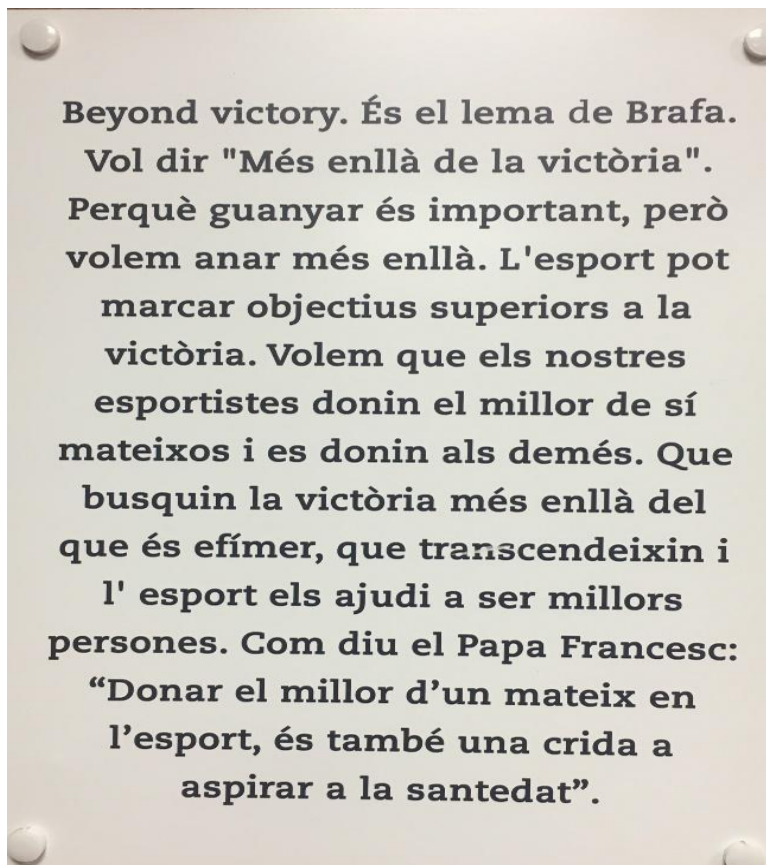 Beyond victory. És el lema de Brafa.
Vol dir "Més enllà de la victòria".
Perquè guanyar és important, però
volem anar més enllà. L'esport pot
marcar objectius superiors a la
victòria. Volem que els nostres
esportistes donin el millor de sí
mateixos i es donin als demés. Que
busquin la victòria més enllà del
que és efímer, que transcendeixin i
l' esport els ajudi a ser millors
persones. Com diu el Papa Francesc:
“Donar el millor d’un mateix en
l’esport, és també una crida a
aspirar a la santedat”.